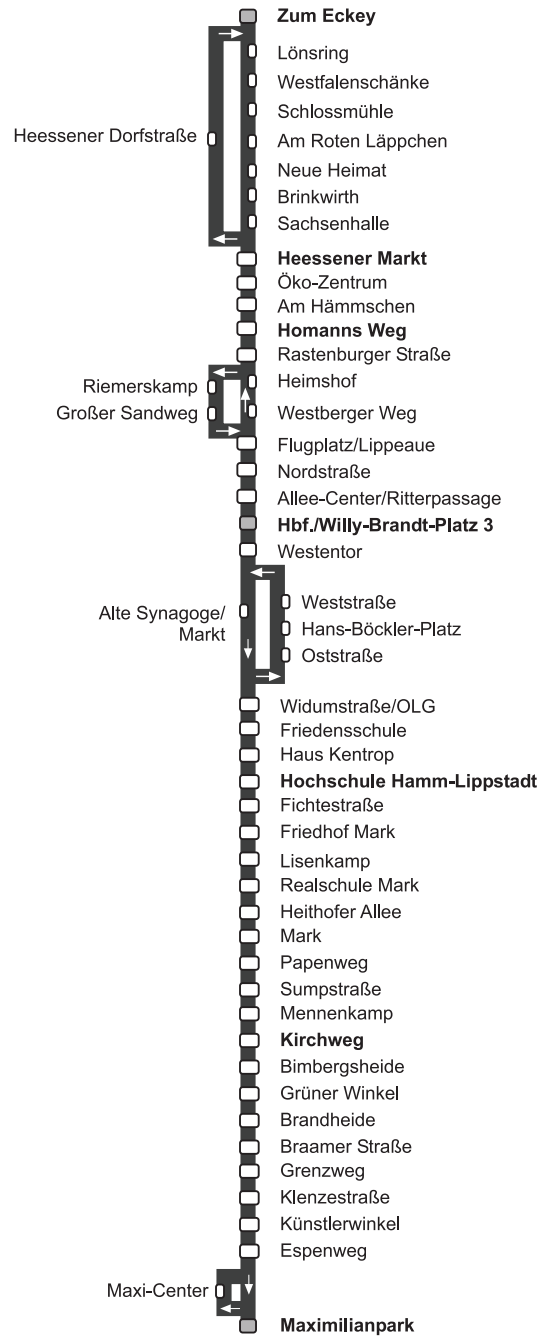 Zum Eckey
Lönsring
Westfalenschänke
Schlossmühle
Heessener Dorfstraße
Am Roten Läppchen
Neue Heimat
Brinkwirth
Sachsenhalle
Heessener Markt
Öko-Zentrum
Am Hämmschen
Homanns Weg
Rastenburger Straße
Heimshof
Riemerskamp
Großer Sandweg
Westberger Weg
Flugplatz/Lippeaue
Nordstraße
Allee-Center/Ritterpassage
Hbf./Willy-Brandt-Platz 3
Westentor
Alte Synagoge/
Markt
Weststraße
Hans-Böckler-Platz
Oststraße
Widumstraße/OLG
Friedensschule
Haus Kentrop
Hochschule Hamm-Lippstadt
Fichtestraße
Friedhof Mark
Lisenkamp
Realschule Mark
Heithofer Allee
Mark
Papenweg
Sumpstraße
Mennenkamp
Kirchweg
Bimbergsheide
Grüner Winkel
Brandheide
Braamer Straße
Grenzweg
Klenzestraße
Künstlerwinkel
Espenweg
Maxi-Center
Maximilianpark